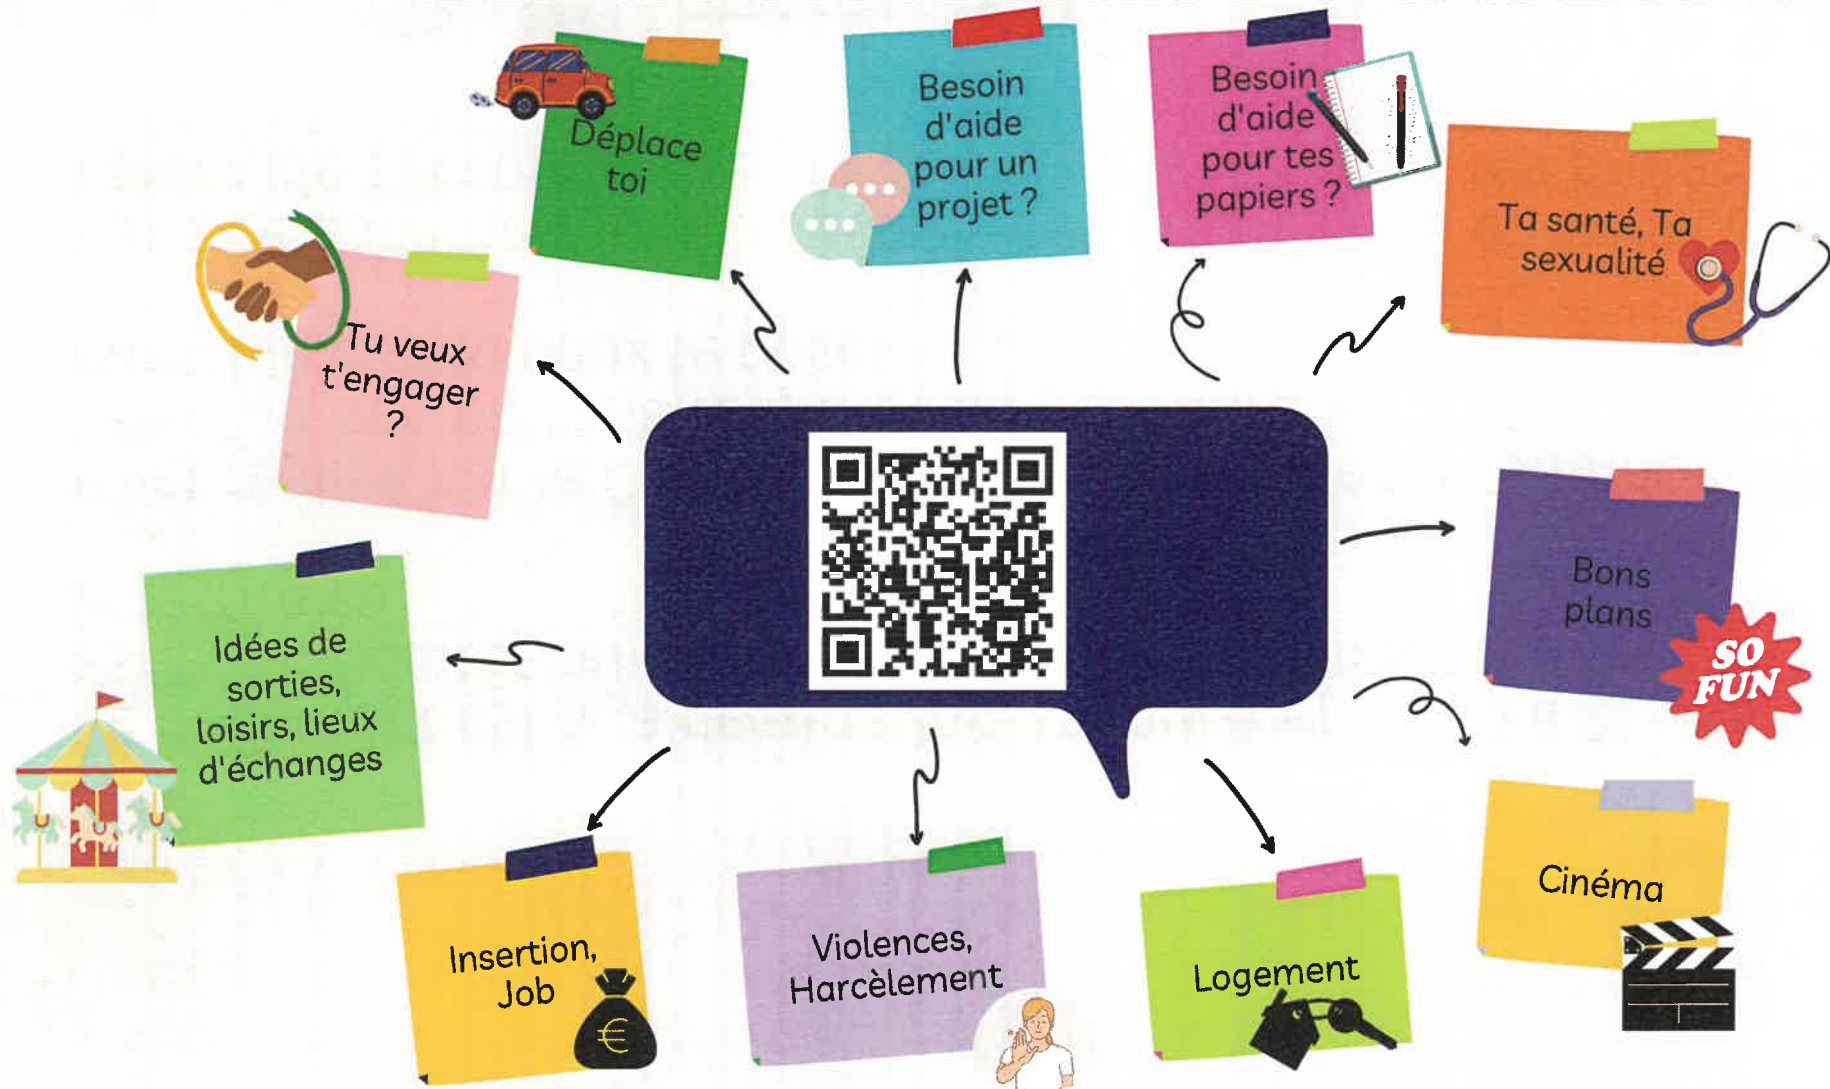 Déplace
toi
Besoin
d'aide
pour un
projet ?
Besoin
d'aide
pour tes
papiers ?
Ta santé, Ta
sexualité
Tu veux
t'engager
?
Bons
plans
SO
FUN
Idées de
sorties,
loisirs, lieux
d'échanges
Cinéma
Insertion,
Job
€
Violences,
Harcèlement
Logement